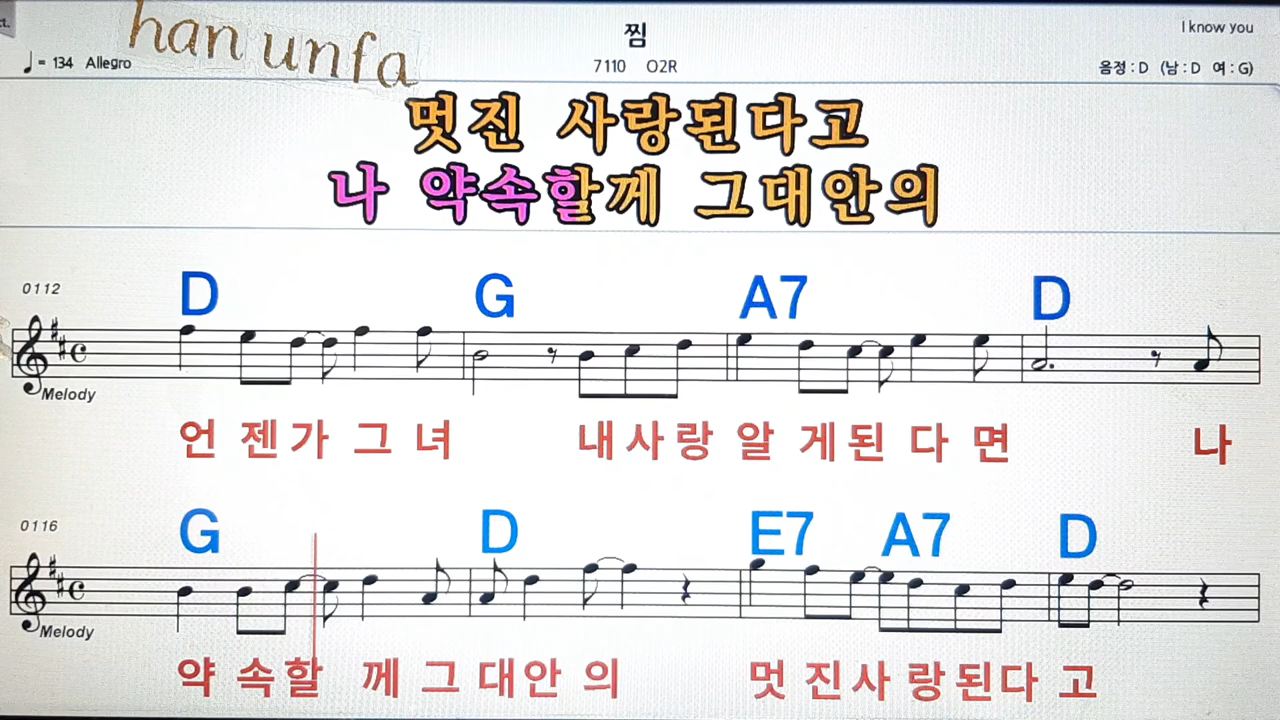 ct.
han unfa
찜
I know you
♩ = 134 Allegro
7110 O2R
음정 : D (남 : D 여 : G)
멋진 사랑된다고
나 약속할께 그대안의
0112
D G A7 D
Melody
언 젠가 그 녀 내사랑 알 게된 다 면 나
0116
G D E7 A7 D
Melody
약 속할 께 그 대안 의 멋 진사 랑된다 고